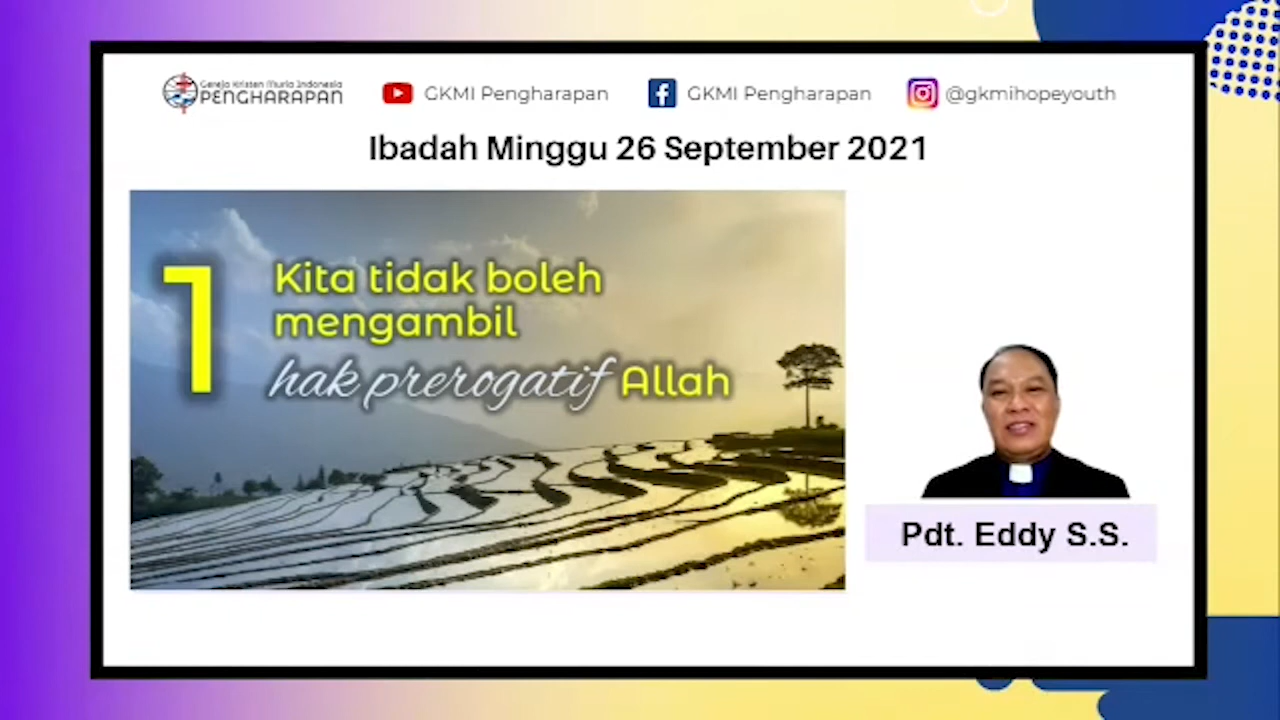 Gereja Kristen Muria Indonesia
PENGHARAPAN
GKMI Pengharapan
GKMI Pengharapan
@gkmihopeyouth
Ibadah Minggu 26 September 2021
1
Kita tidak boleh
mengambil
hak prerogatif Allah
Pdt. Eddy S.S.